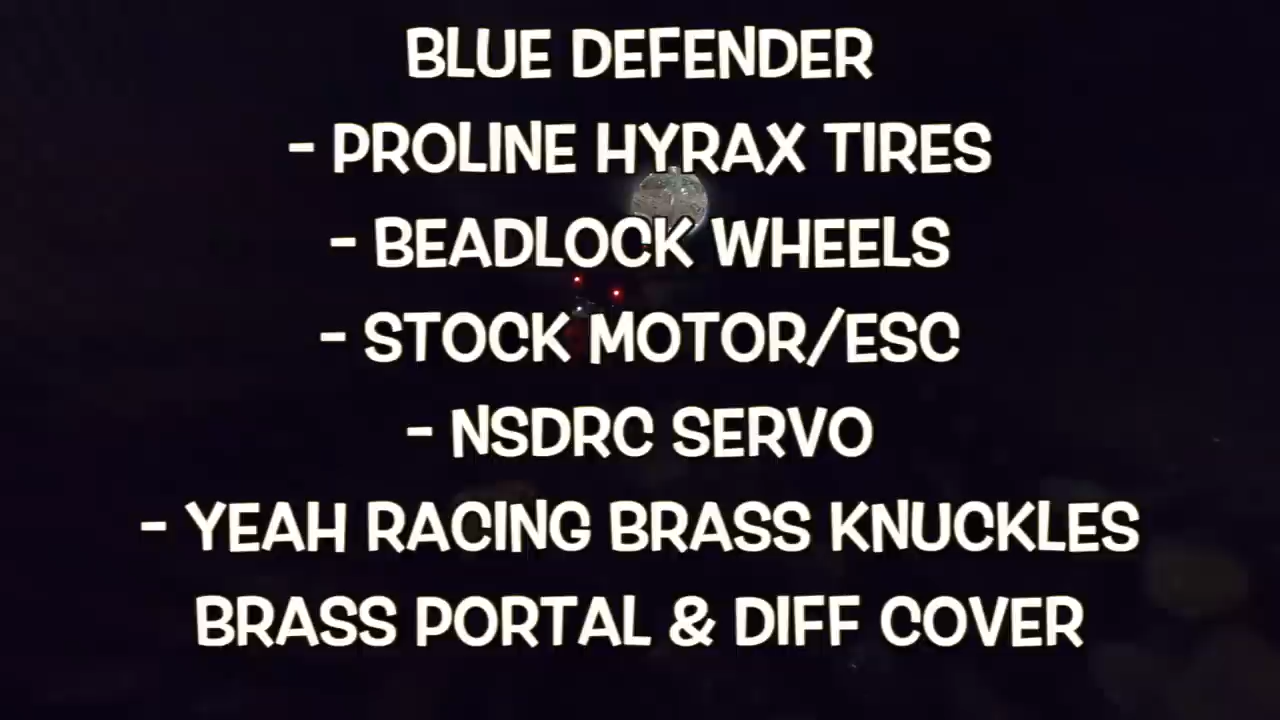 BLUE DEFENDER
- PROLINE HYRAX TIRES
- BEADLOCK WHEELS
- STOCK MOTOR/ESC
- NSDRC SERVO
- YEAH RACING BRASS KNUCKLES
BRASS PORTAL & DIFF COVER